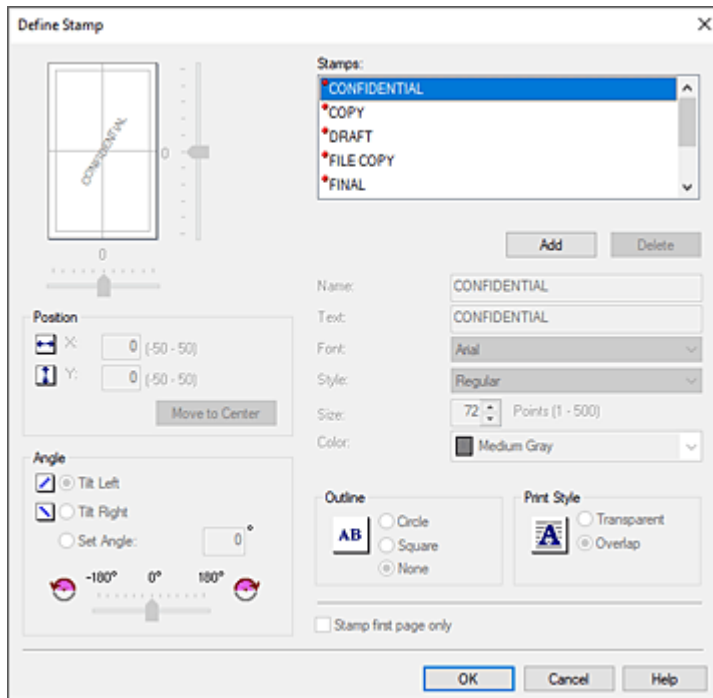 Define Stamp
CONFIDENTIAL
0
0
Position
X: 0 (-50 - 50)
Y: 0 (-50 - 50)
Move to Center
Angle
Tilt Left
Tilt Right
Set Angle: 0 °
-180° 0° 180°
Stamps:
CONFIDENTIAL
COPY
DRAFT
FILE COPY
FINAL
Add Delete
Name: CONFIDENTIAL
Text: CONFIDENTIAL
Font: Arial
Style: Regular
Size: 72 Points (1 - 500)
Color: Medium Gray
Outline
AB
Circle
Square
None
Print Style
A
Transparent
Overlap
Stamp first page only
OK Cancel Help